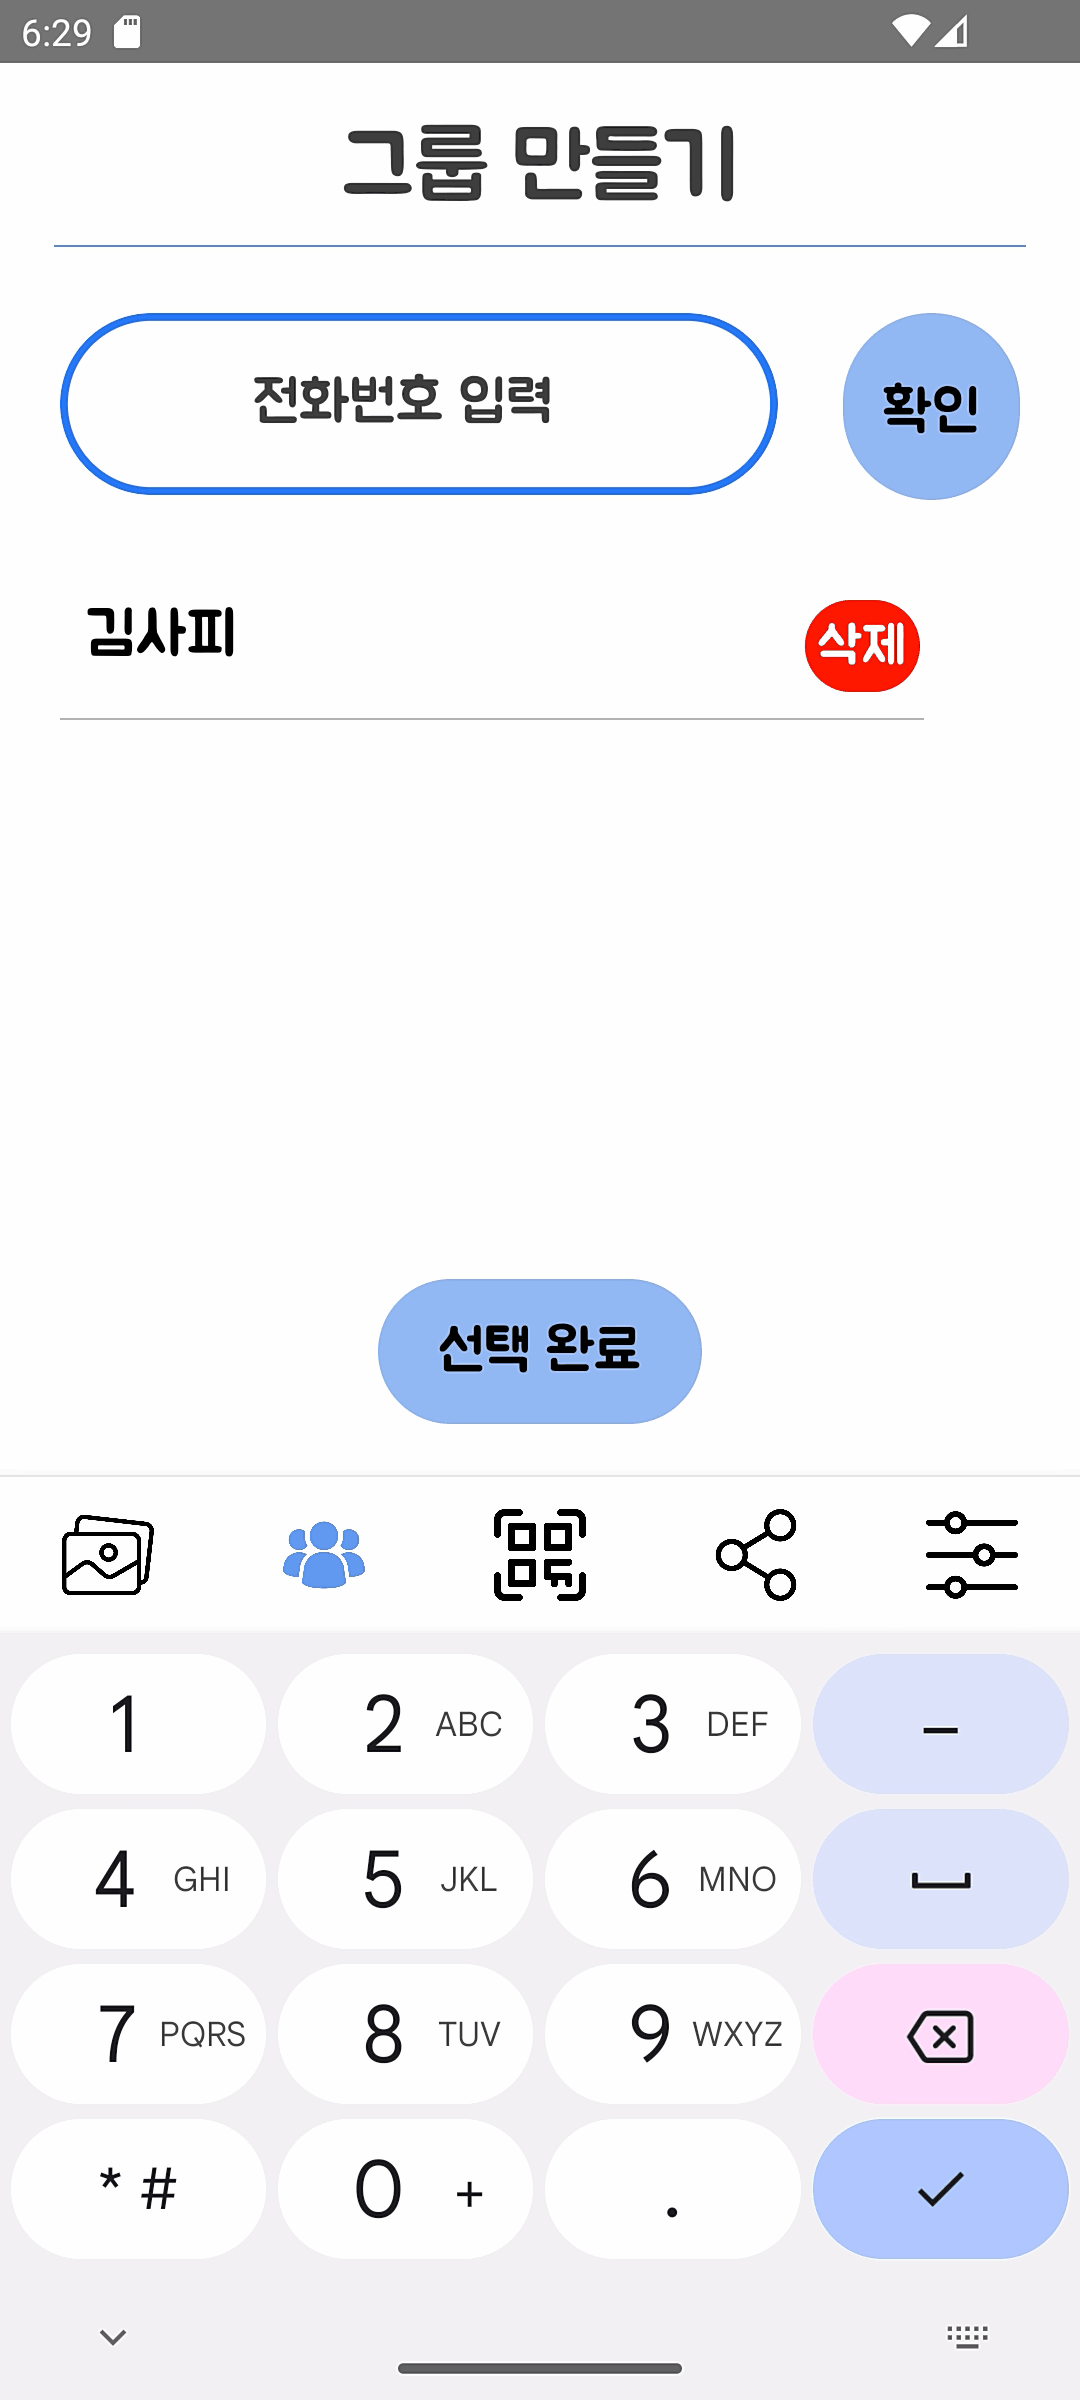 6:29
그룹 만들기
전화번호 입력
확인
김사피
삭제
선택 완료
1
2 ABC
3 DEF
–
4 GHI
5 JKL
6 MNO
7 PQRS
8 TUV
9 WXYZ
* #
0 +
.